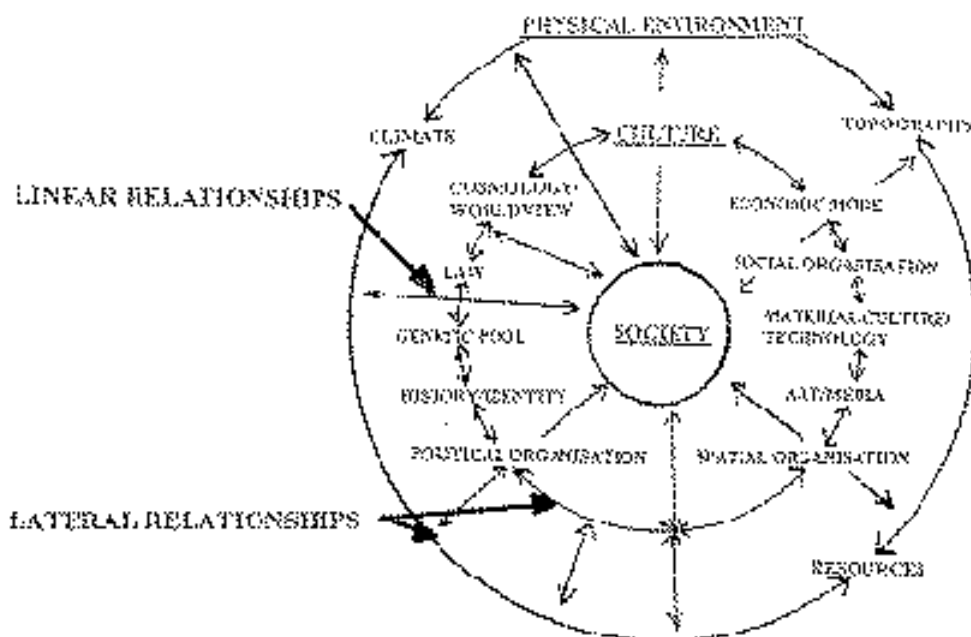 PHYSICAL ENVIRONMENT
CLIMATE
CULTURE
TOPOGRAPHY
LINEAR RELATIONSHIPS
COSMOLOGY/
WORLDVIEW
ECONOMIC MODE
LAW
SOCIAL ORGANISATION
GENETIC POOL
SOCIETY
MATERIAL CULTURE/
TECHNOLOGY
HISTORY/IDENTITY
ART/MEDIA
POLITICAL ORGANISATION
SPATIAL ORGANISATION
LATERAL RELATIONSHIPS
RESOURCES